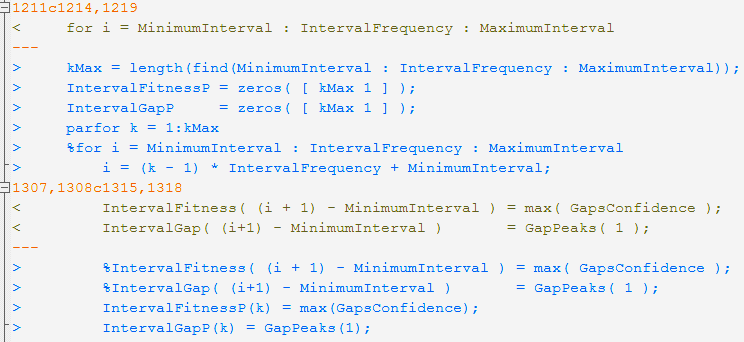 1211c1214,1219
<      for i = MinimumInterval : IntervalFrequency : MaximumInterval
---
>      kMax = length(find(MinimumInterval : IntervalFrequency : MaximumInterval));
>      IntervalFitnessP = zeros( [ kMax 1 ] );
>      IntervalGapP     = zeros( [ kMax 1 ] );
>      parfor k = 1:kMax
>      %for i = MinimumInterval : IntervalFrequency : MaximumInterval
>          i = (k - 1) * IntervalFrequency + MinimumInterval;
1307,1308c1315,1318
<          IntervalFitness( (i + 1) - MinimumInterval ) = max( GapsConfidence );
<          IntervalGap( (i+1) - MinimumInterval )       = GapPeaks( 1 );
---
>          %IntervalFitness( (i + 1) - MinimumInterval ) = max( GapsConfidence );
>          %IntervalGap( (i+1) - MinimumInterval )       = GapPeaks( 1 );
>          IntervalFitnessP(k) = max(GapsConfidence);
>          IntervalGapP(k) = GapPeaks(1);